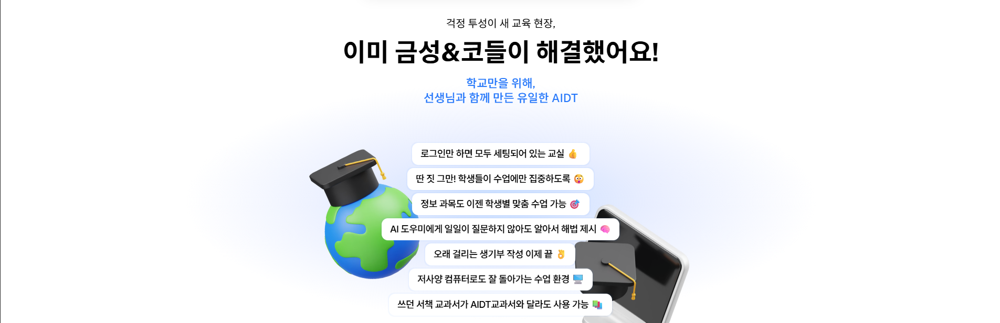 걱정 투성이 새 교육 현장,
이미 금성&코들이 해결했어요!
학교만을 위해,
선생님과 함께 만든 유일한 AIDT
로그인만 하면 모두 세팅되어 있는 교실 👍
딴 짓 그만! 학생들이 수업에만 집중하도록 😲
정보 과목도 이젠 학생별 맞춤 수업 가능 🎯
AI 도우미에게 일일이 질문하지 않아도 알아서 해법 제시 🧠
오래 걸리는 생기부 작성 이제 끝 👌
저사양 컴퓨터로도 잘 돌아가는 수업 환경 🖥️
쓰던 서책 교과서가 AIDT교과서와 달라도 사용 가능 📚